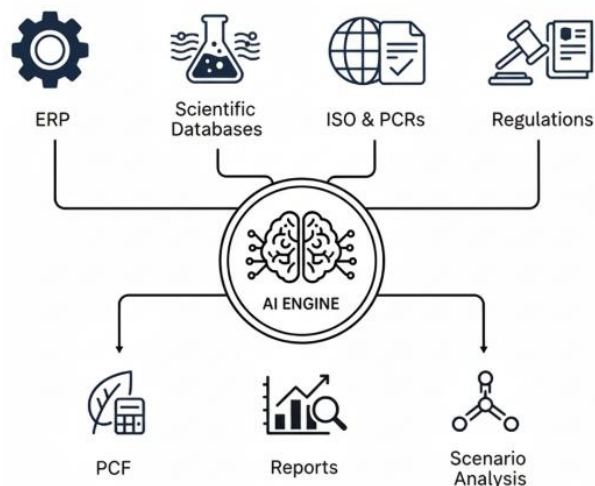 ERP
Scientific
Databases
ISO & PCRs
Regulations
AI ENGINE
PCF
Reports
Scenario
Analysis